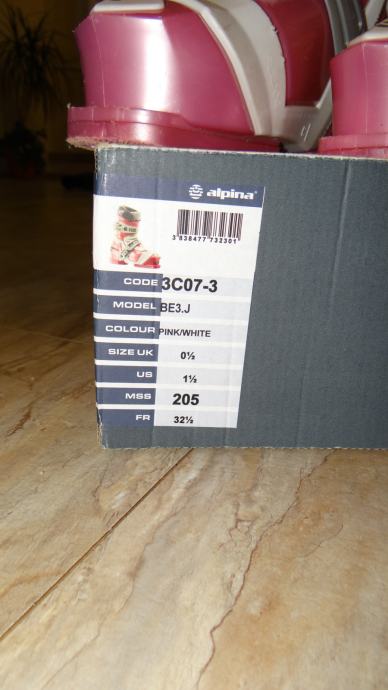 alpina®
3 838477 732301
CODE 3C07-3
MODEL BE3.J
COLOUR PINK/WHITE
SIZE UK 0½
US 1½
MSS 205
FR 32½